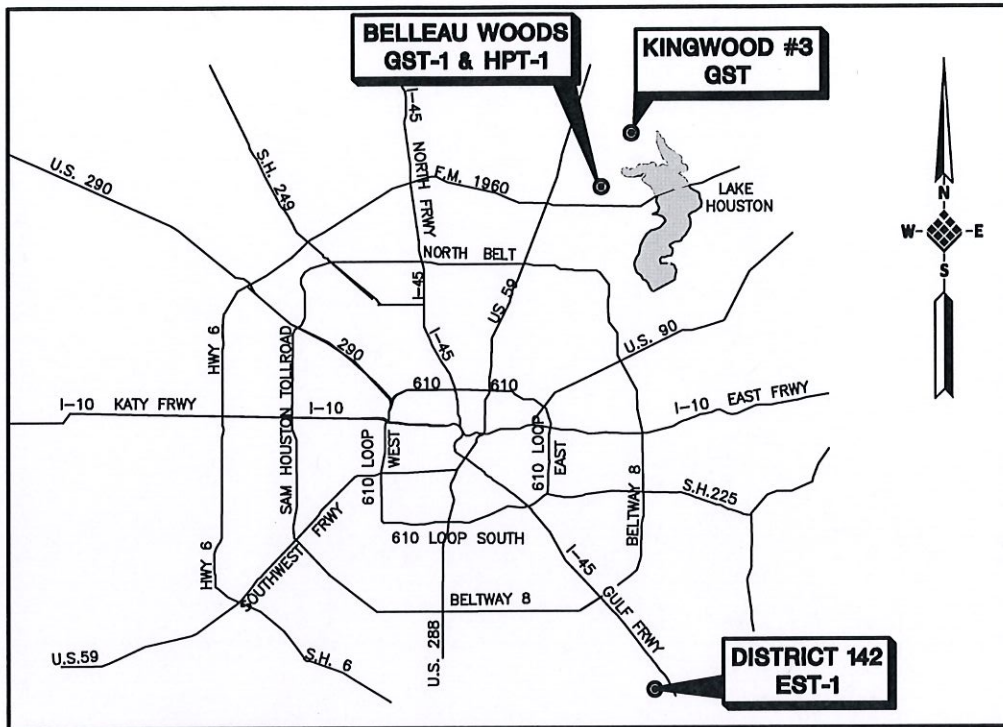 BELLEAU WOODS
GST-1 & HPT-1
KINGWOOD #3
GST
I-45
NORTH FRWY
S.H. 249
U.S. 290
F.M. 1960
LAKE
HOUSTON
N
W
E
S
NORTH BELT
I-45
US 59
HWY 6
SAM HOUSTON TOLLROAD
290
I-45
U.S. 90
610
610
I-10 KATY FRWY
I-10
I-10 EAST FRWY
610 LOOP
WEST
610 LOOP
EAST
S.H.225
BELTWAY 8
610 LOOP SOUTH
HWY 6
SOUTHWEST FRWY
I-45 GULF FRWY
BELTWAY 8
U.S. 288
U.S.59
S.H. 6
DISTRICT 142
EST-1